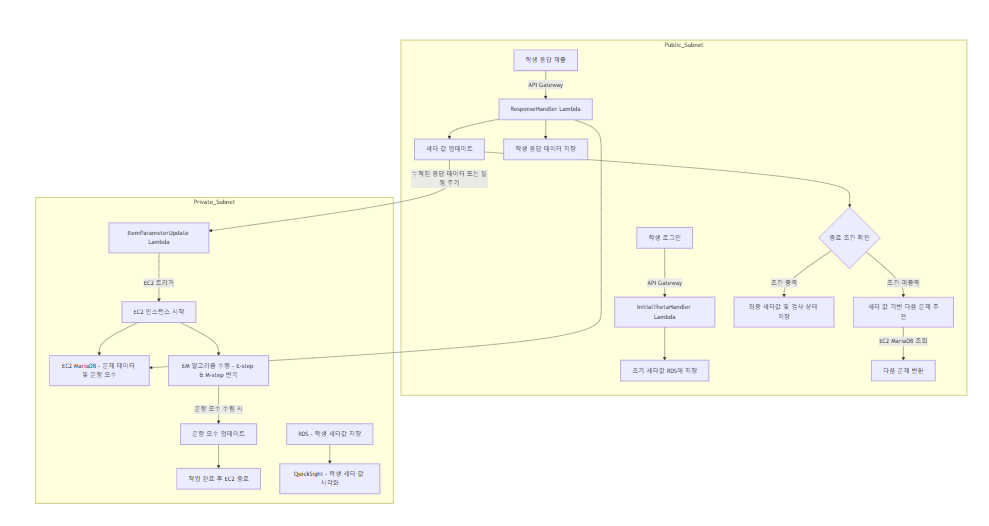 Public_Subnet
학생 응답 제출
API Gateway
ResponseHandler Lambda
세타 값 업데이트
학생 응답 데이터 저장
누적된 응답 데이터 또는 일
정 주기
Private_Subnet
ItemParameterUpdate
Lambda
EC2 트리거
EC2 인스턴스 시작
EC2 MariaDB - 문제 데이터
및 문항 모수
EM 알고리즘 수행 - E-step
& M-step 반복
문항 모수 수렴 시
문항 모수 업데이트
작업 완료 후 EC2 종료
RDS - 학생 세타값 저장
QuickSight - 학생 세타 값
시각화
학생 로그인
API Gateway
InitialThetaHandler
Lambda
초기 세타값 RDS에 저장
종료 조건 확인
조건 충족
조건 미충족
최종 세타값 및 검사 상태
저장
세타 값 기반 다음 문제 추
천
EC2 MariaDB 조회
다음 문제 반환